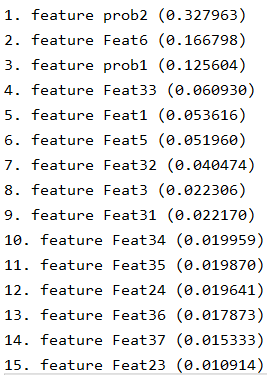 1. feature prob2 (0.327963)
2. feature Feat6 (0.166798)
3. feature prob1 (0.125604)
4. feature Feat33 (0.060930)
5. feature Feat1 (0.053616)
6. feature Feat5 (0.051960)
7. feature Feat32 (0.040474)
8. feature Feat3 (0.022306)
9. feature Feat31 (0.022170)
10. feature Feat34 (0.019959)
11. feature Feat35 (0.019870)
12. feature Feat24 (0.019641)
13. feature Feat36 (0.017873)
14. feature Feat37 (0.015333)
15. feature Feat23 (0.010914)